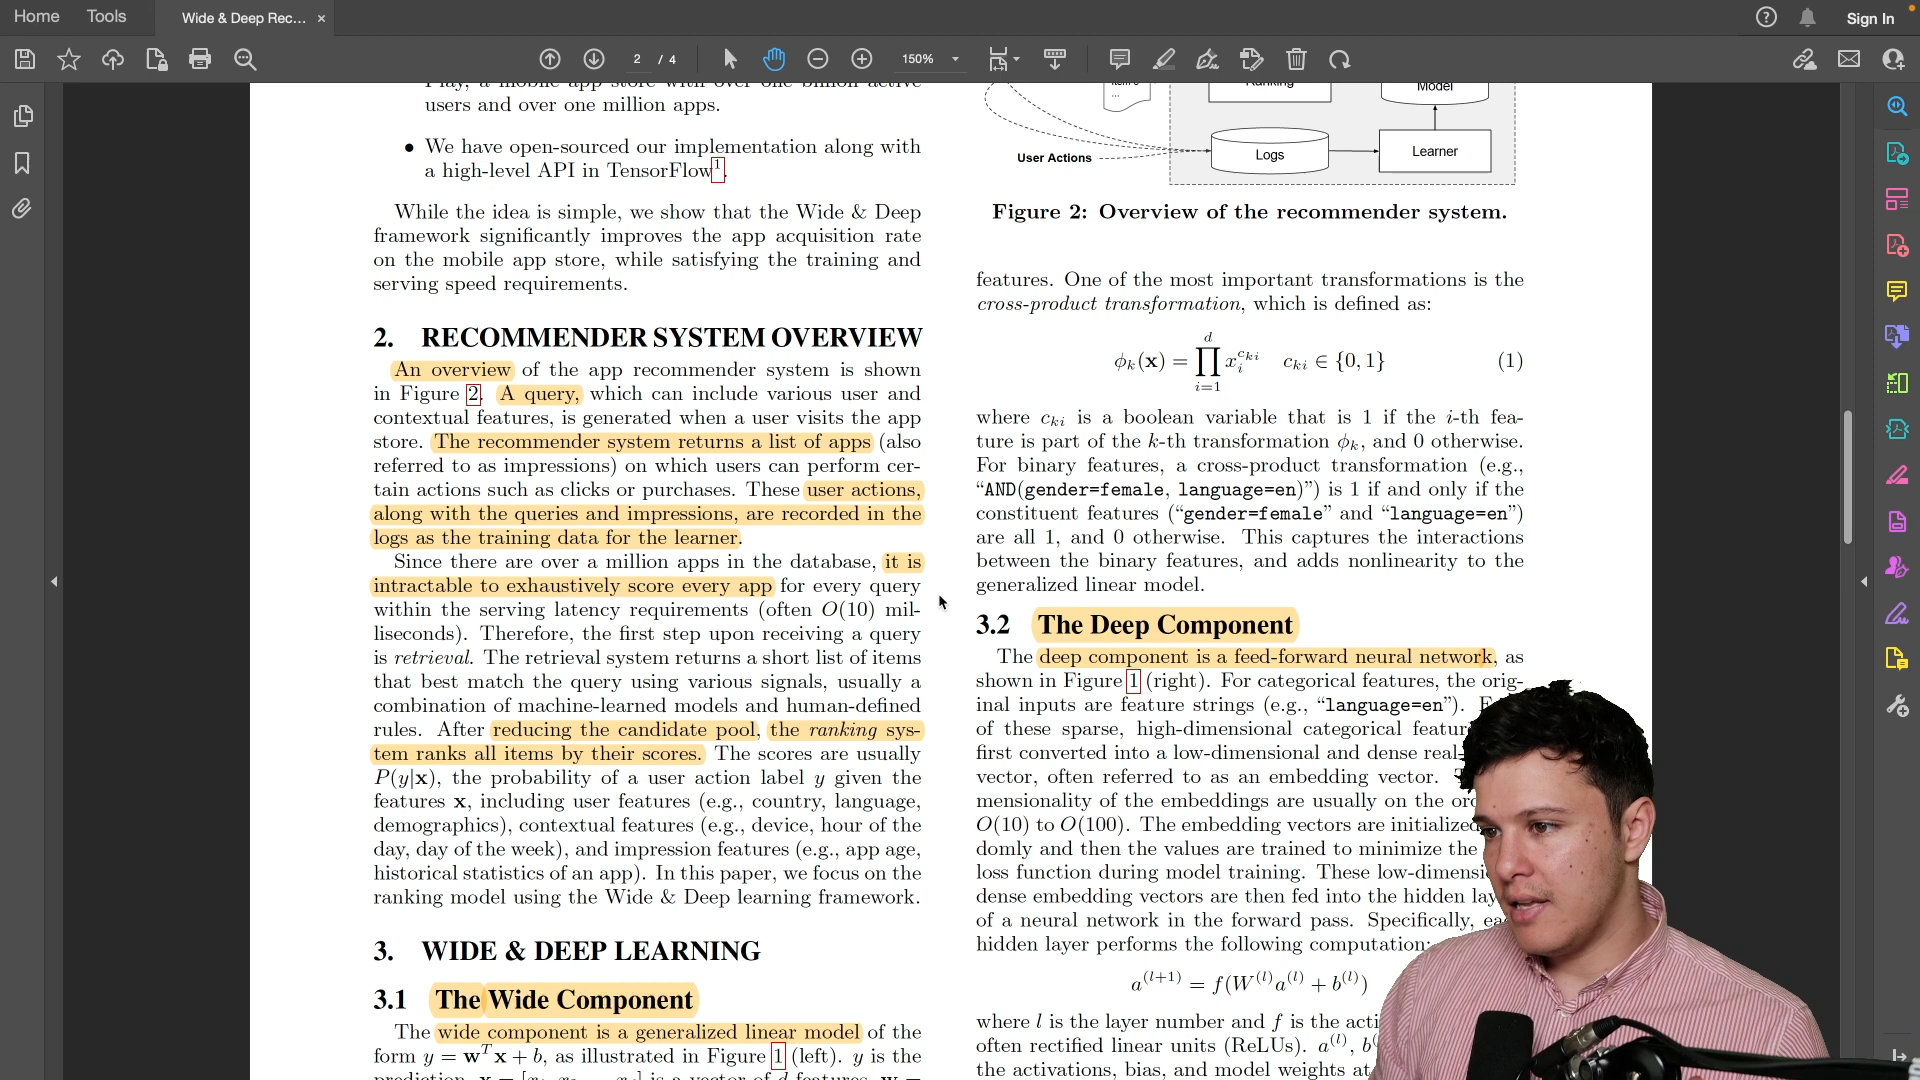 Home
Tools
Wide & Deep Rec...
Sign In
2 / 4
150%
users and over one million apps.
• We have open-sourced our implementation along with
a high-level API in TensorFlow1.
While the idea is simple, we show that the Wide & Deep
framework significantly improves the app acquisition rate
on the mobile app store, while satisfying the training and
serving speed requirements.
2. RECOMMENDER SYSTEM OVERVIEW
An overview of the app recommender system is shown
in Figure 2. A query, which can include various user and
contextual features, is generated when a user visits the app
store. The recommender system returns a list of apps (also
referred to as impressions) on which users can perform cer-
tain actions such as clicks or purchases. These user actions,
along with the queries and impressions, are recorded in the
logs as the training data for the learner.
Since there are over a million apps in the database, it is
intractable to exhaustively score every app for every query
within the serving latency requirements (often O(10) mil-
liseconds). Therefore, the first step upon receiving a query
is retrieval. The retrieval system returns a short list of items
that best match the query using various signals, usually a
combination of machine-learned models and human-defined
rules. After reducing the candidate pool, the ranking sys-
tem ranks all items by their scores. The scores are usually
P(y|x), the probability of a user action label y given the
features x, including user features (e.g., country, language,
demographics), contextual features (e.g., device, hour of the
day, day of the week), and impression features (e.g., app age,
historical statistics of an app). In this paper, we focus on the
ranking model using the Wide & Deep learning framework.
3. WIDE & DEEP LEARNING
3.1 The Wide Component
The wide component is a generalized linear model of the
form y = w^T x + b, as illustrated in Figure 1 (left). y is the
Model
User Actions
Logs
Learner
Figure 2: Overview of the recommender system.
features. One of the most important transformations is the
cross-product transformation, which is defined as:
ϕ_k(x) = ∏_{i=1}^{d} x_i^{c_{ki}} c_{ki} ∈ {0, 1} (1)
where c_{ki} is a boolean variable that is 1 if the i-th fea-
ture is part of the k-th transformation ϕ_k, and 0 otherwise.
For binary features, a cross-product transformation (e.g.,
“AND(gender=female, language=en)”) is 1 if and only if the
constituent features (“gender=female” and “language=en”)
are all 1, and 0 otherwise. This captures the interactions
between the binary features, and adds nonlinearity to the
generalized linear model.
3.2 The Deep Component
The deep component is a feed-forward neural network, as
shown in Figure 1 (right). For categorical features, the orig-
inal inputs are feature strings (e.g., “language=en”).
of these sparse, high-dimensional categorical
first converted into a low-dimensional and dense real-
vector, often referred to as an embedding vector.
mensionality of the embeddings are usually on the
O(10) to O(100). The embedding vectors are initialized
domly and then the values are trained to minimize the
loss function during model training. These
dense embedding vectors are then fed into the hidden
of a neural network in the forward pass. Specifically,
hidden layer performs the following computation:
a^(l+1) = f(W^(l) a^(l) + b^(l))
where l is the layer number and f is the
often rectified linear units (ReLUs). a^(l),
the activations, bias, and model weights